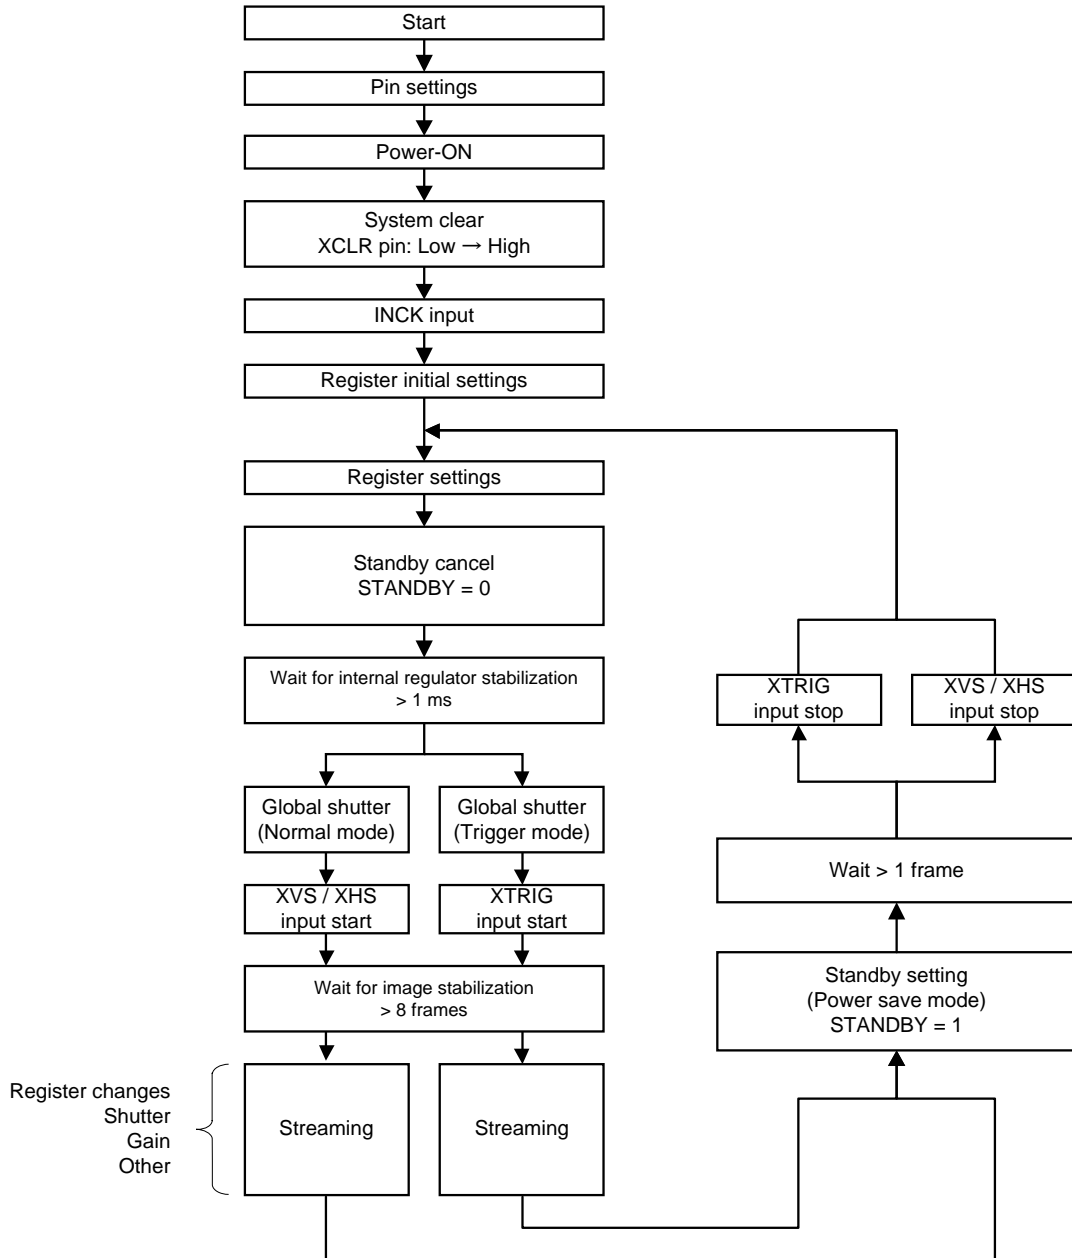 Start
Pin settings
Power-ON
System clear
XCLR pin: Low → High
INCK input
Register initial settings
Register settings
Standby cancel
STANDBY = 0
Wait for internal regulator stabilization
> 1 ms
Global shutter
(Normal mode)
Global shutter
(Trigger mode)
XVS / XHS
input start
XTRIG
input start
Wait for image stabilization
> 8 frames
Register changes
Shutter
Gain
Other
Streaming
Streaming
XTRIG
input stop
XVS / XHS
input stop
Wait > 1 frame
Standby setting
(Power save mode)
STANDBY = 1